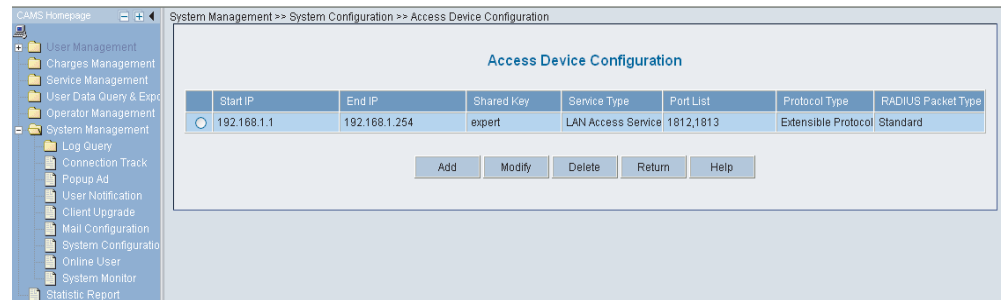 CAMS Homepage
System Management >> System Configuration >> Access Device Configuration
User Management
Charges Management
Service Management
User Data Query & Expo
Operator Management
System Management
Log Query
Connection Track
Popup Ad
User Notification
Client Upgrade
Mail Configuration
System Configuratio
Online User
System Monitor
Statistic Report
Access Device Configuration
Start IP End IP Shared Key Service Type Port List Protocol Type RADIUS Packet Type
192.168.1.1 192.168.1.254 expert LAN Access Service 1812,1813 Extensible Protocol Standard
Add Modify Delete Return Help